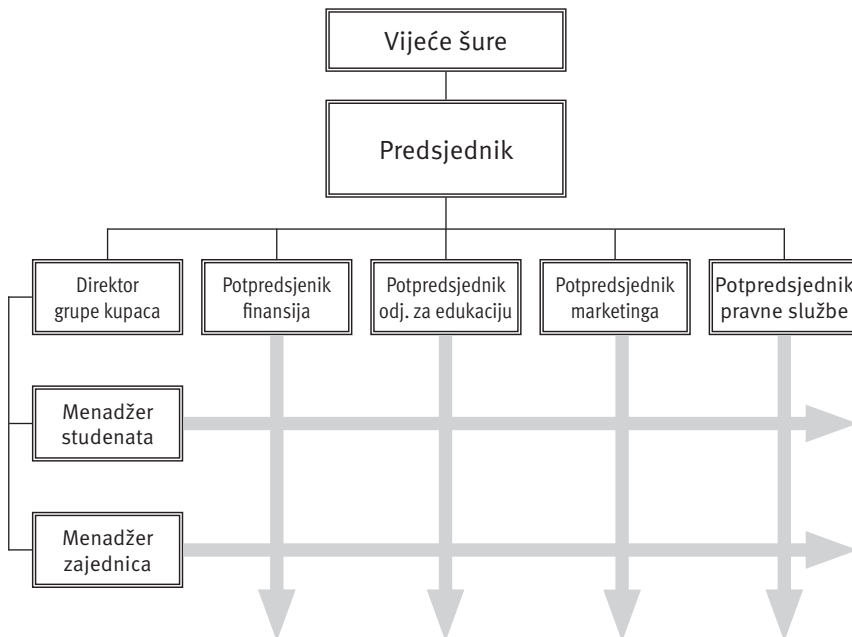 Vijeće šure
Predsjednik
Direktor
grupe kupaca
Potpredsjenik
finansija
Potpredsjednik
odj. za edukaciju
Potpredsjednik
marketinga
Potpredsjednik
pravne službe
Menadžer
studenata
Menadžer
zajednica